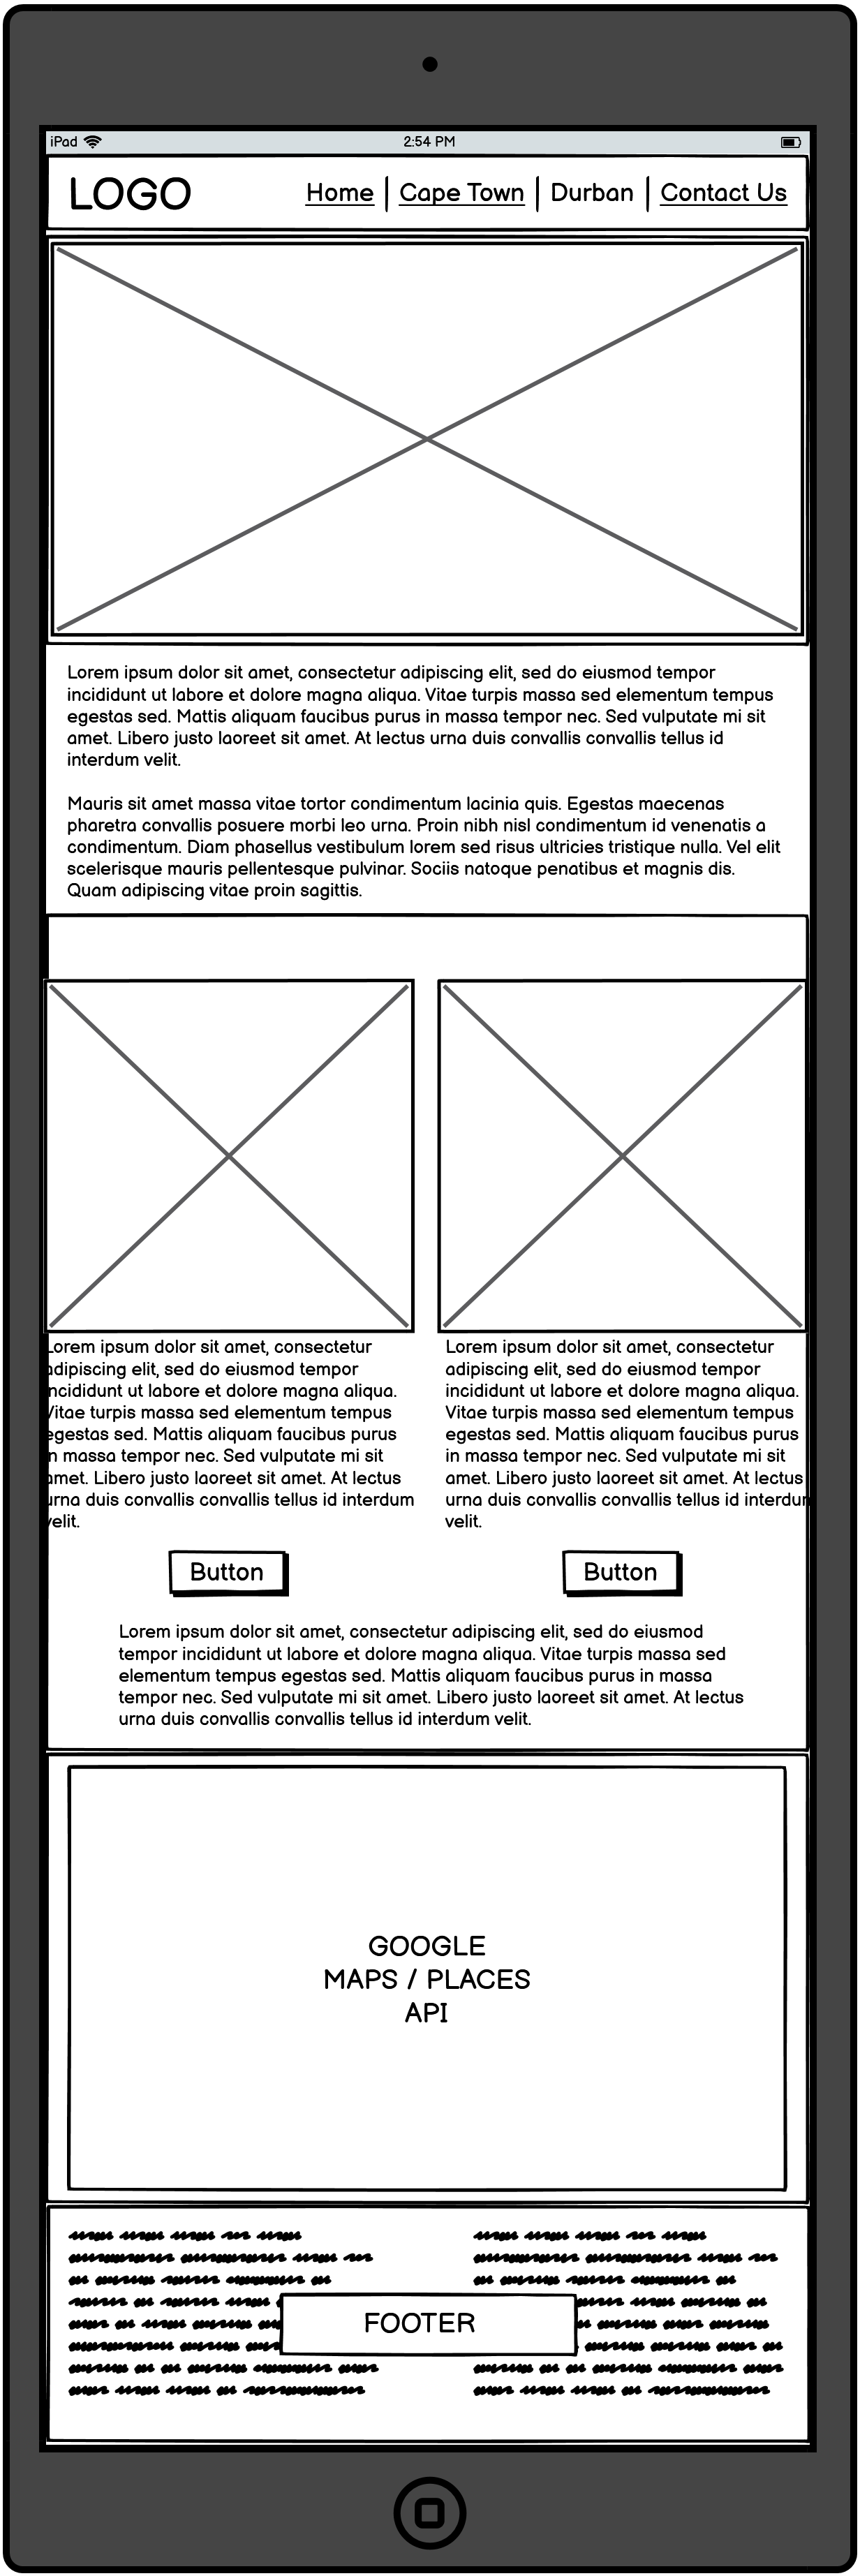 iPad 2:54 PM
LOGO Home | Cape Town | Durban | Contact Us
Lorem ipsum dolor sit amet, consectetur adipiscing elit, sed do eiusmod tempor
incididunt ut labore et dolore magna aliqua. Vitae turpis massa sed elementum tempus
egestas sed. Mattis aliquam faucibus purus in massa tempor nec. Sed vulputate mi sit
amet. Libero justo laoreet sit amet. At lectus urna duis convallis convallis tellus id
interdum velit.
Mauris sit amet massa vitae tortor condimentum lacinia quis. Egestas maecenas
pharetra convallis posuere morbi leo urna. Proin nibh nisl condimentum id venenatis a
condimentum. Diam phasellus vestibulum lorem sed risus ultricies tristique nulla. Vel elit
scelerisque mauris pellentesque pulvinar. Sociis natoque penatibus et magnis dis.
Quam adipiscing vitae proin sagittis.
Lorem ipsum dolor sit amet, consectetur
adipiscing elit, sed do eiusmod tempor
incididunt ut labore et dolore magna aliqua.
Vitae turpis massa sed elementum tempus
egestas sed. Mattis aliquam faucibus purus
in massa tempor nec. Sed vulputate mi sit
amet. Libero justo laoreet sit amet. At lectus
urna duis convallis convallis tellus id interdum
velit.
Button
Lorem ipsum dolor sit amet, consectetur
adipiscing elit, sed do eiusmod tempor
incididunt ut labore et dolore magna aliqua.
Vitae turpis massa sed elementum tempus
egestas sed. Mattis aliquam faucibus purus
in massa tempor nec. Sed vulputate mi sit
amet. Libero justo laoreet sit amet. At lectus
urna duis convallis convallis tellus id interdum
velit.
Button
Lorem ipsum dolor sit amet, consectetur adipiscing elit, sed do eiusmod
tempor incididunt ut labore et dolore magna aliqua. Vitae turpis massa sed
elementum tempus egestas sed. Mattis aliquam faucibus purus in massa
tempor nec. Sed vulputate mi sit amet. Libero justo laoreet sit amet. At lectus
urna duis convallis convallis tellus id interdum velit.
GOOGLE
MAPS / PLACES
API
FOOTER